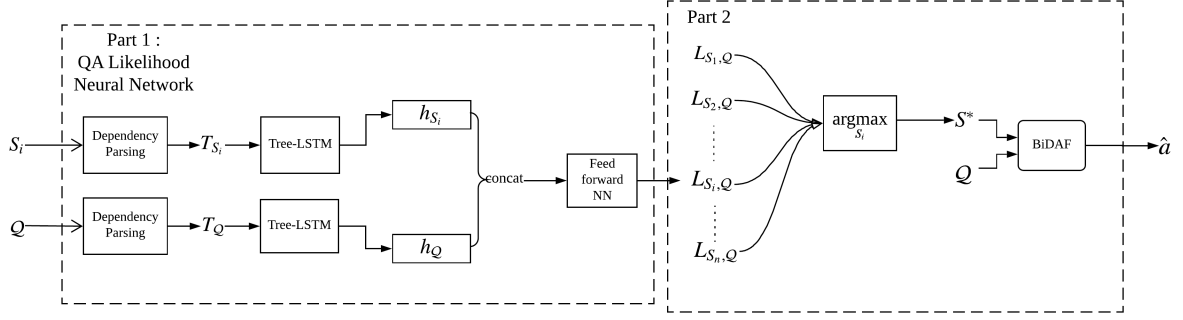 Part 1 :
QA Likelihood
Neural Network
S_i
Dependency
Parsing
T_{S_i}
Tree-LSTM
h_{S_i}
Q
Dependency
Parsing
T_Q
Tree-LSTM
h_Q
concat
Feed
forward
NN
Part 2
L_{S_1,Q}
L_{S_2,Q}
L_{S_i,Q}
L_{S_n,Q}
argmax
S_i
S*
Q
BiDAF
â